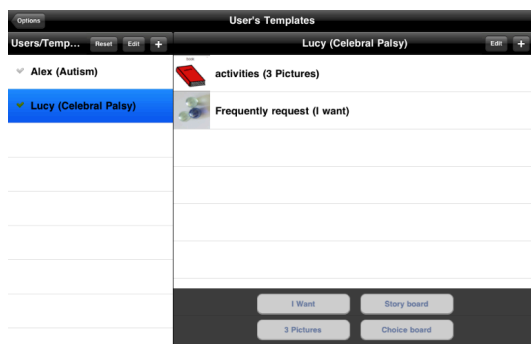 Options
User's Templates
Users/Temp...
Reset
Edit
+
Lucy (Celebral Palsy)
Edit
+
Alex (Autism)
Lucy (Celebral Palsy)
activities (3 Pictures)
Frequently request (I want)
I Want
Story board
3 Pictures
Choice board